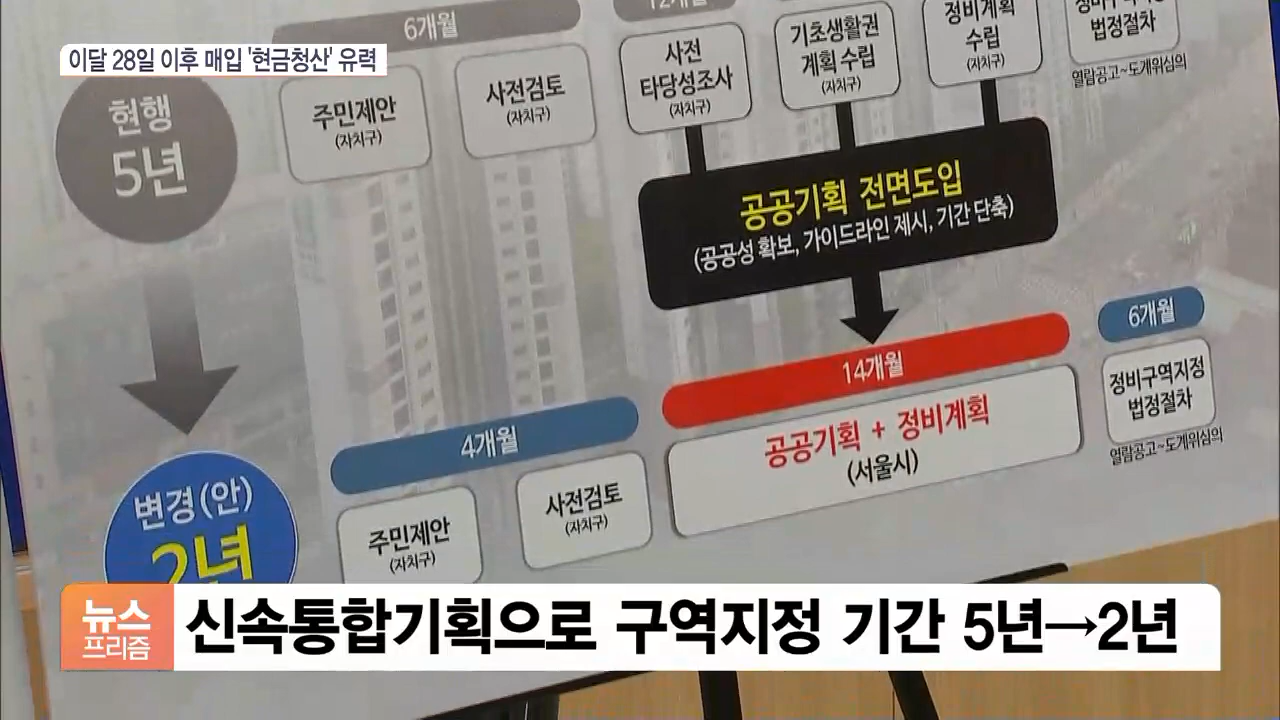 이달 28일 이후 매입 '현금청산' 유력
6개월
12개월
현행
5년
주민제안
(자치구)
사전검토
(자치구)
사전
타당성조사
(자치구)
기초생활권
계획 수립
(자치구)
정비계획
수립
(자치구)
정비구역지정
법정절차
열람공고~도계위심의
공공기획 전면도입
(공공성 확보, 가이드라인 제시, 기간 단축)
변경(안)
2년
4개월
주민제안
(자치구)
사전검토
(자치구)
14개월
공공기획 + 정비계획
(서울시)
6개월
정비구역지정
법정절차
열람공고~도계위심의
뉴스
프리즘
신속통합기획으로 구역지정 기간 5년→2년